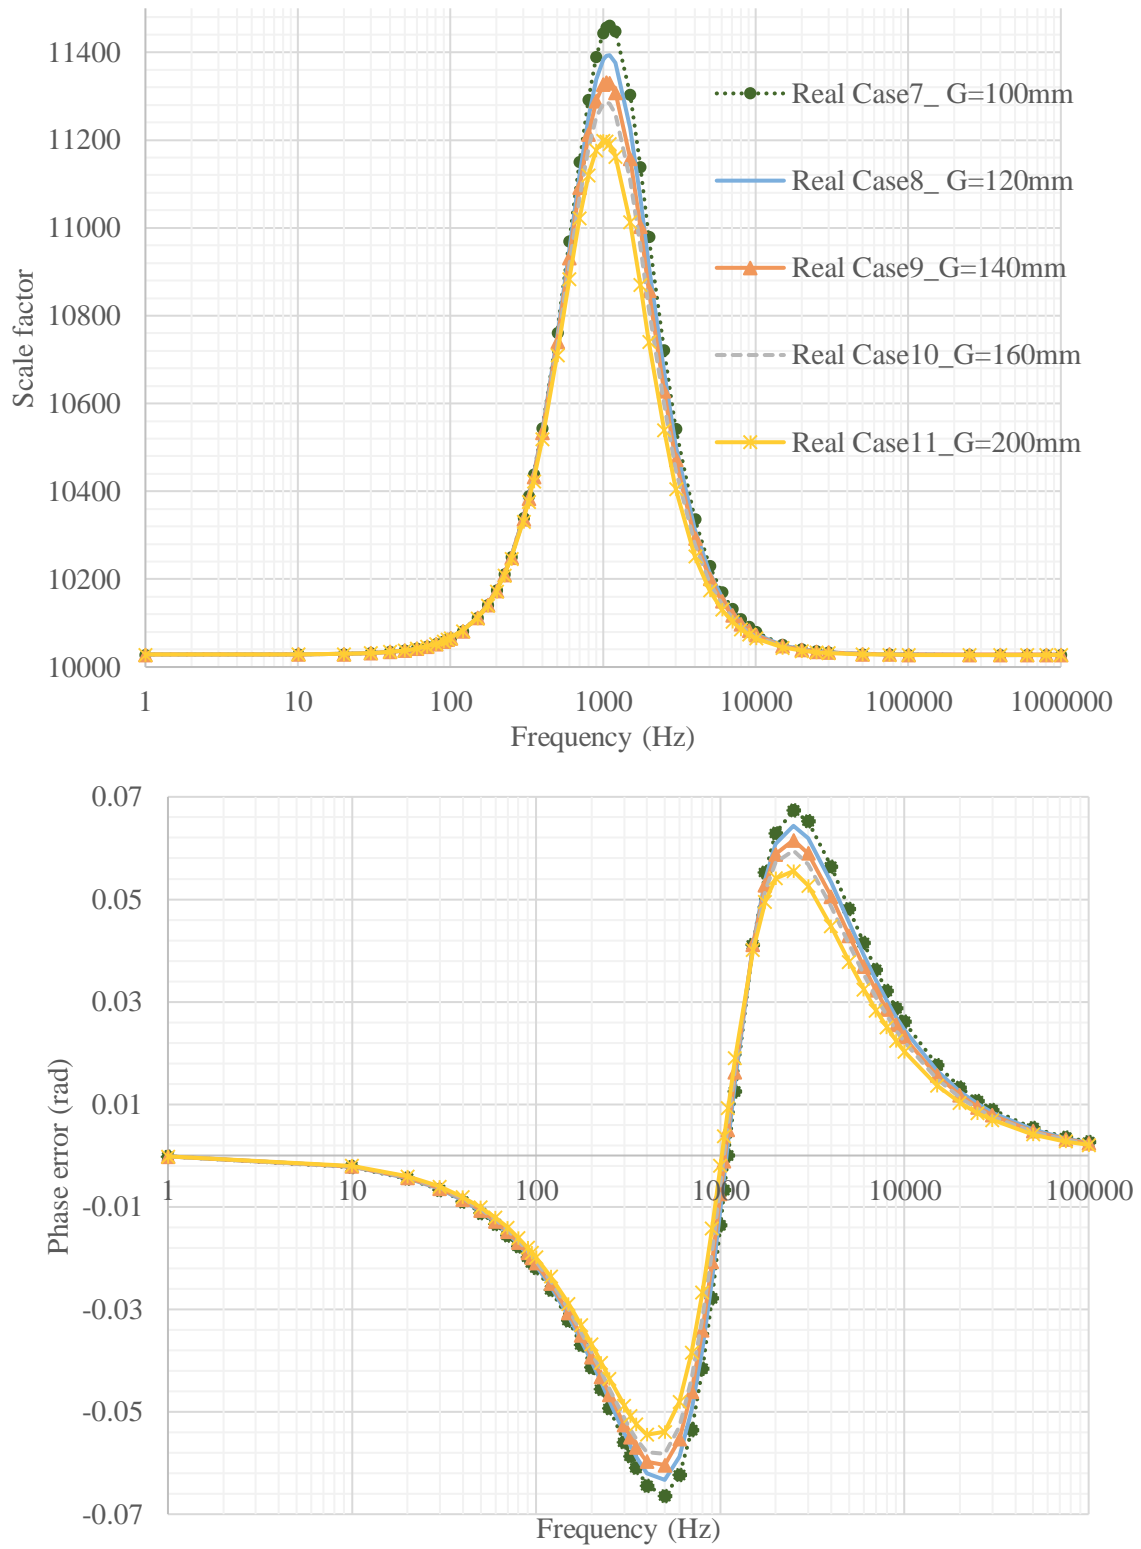 11400
11200
11000
10800
10600
10400
10200
10000
Scale factor
1 10 100 1000 10000 100000 1000000
Frequency (Hz)
Real Case7_ G=100mm
Real Case8_ G=120mm
Real Case9_G=140mm
Real Case10_G=160mm
Real Case11_G=200mm
0.07
0.05
0.03
0.01
-0.01
-0.03
-0.05
-0.07
Phase error (rad)
1 10 100 1000 10000 100000
Frequency (Hz)